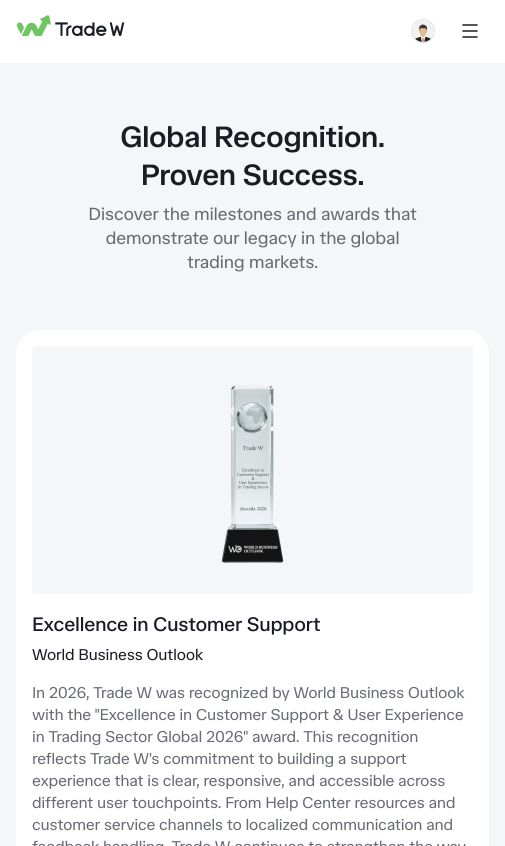 Trade W
Global Recognition.
Proven Success.
Discover the milestones and awards that
demonstrate our legacy in the global
trading markets.
Trade W
Excellence in
Customer Support
&
User Experience
In Trading Sector
Awards 2026
WORLD BUSINESS
OUTLOOK
Excellence in Customer Support
World Business Outlook
In 2026, Trade W was recognized by World Business Outlook
with the "Excellence in Customer Support & User Experience
in Trading Sector Global 2026" award. This recognition
reflects Trade W's commitment to building a support
experience that is clear, responsive, and accessible across
different user touchpoints. From Help Center resources and
customer service channels to localized communication and
feedback handling, Trade W continues to strengthen the way